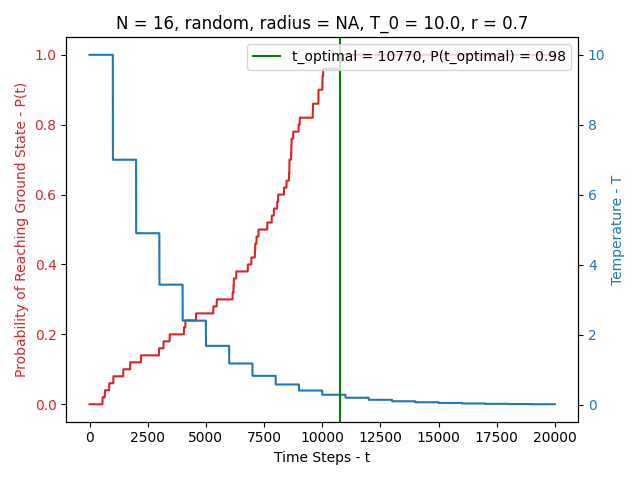 N = 16, random, radius = NA, T_0 = 10.0, r = 0.7
t_optimal = 10770, P(t_optimal) = 0.98
Probability of Reaching Ground State - P(t)
1.0
0.8
0.6
0.4
0.2
0.0
10
8
6
4
2
0
Temperature - T
0 2500 5000 7500 10000 12500 15000 17500 20000
Time Steps - t